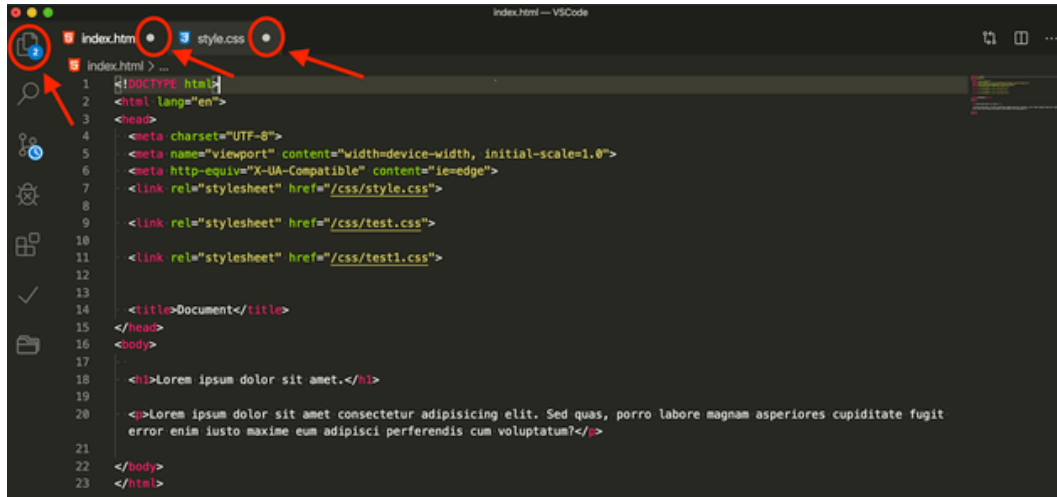 index.html — VSCode
index.htm style.css
2
index.html > ...
1 <!DOCTYPE html>
2 <html lang="en">
3 <head>
4 <meta charset="UTF-8">
5 <meta name="viewport" content="width=device-width, initial-scale=1.0">
6 <meta http-equiv="X-UA-Compatible" content="ie=edge">
7 <link rel="stylesheet" href="/css/style.css">
8
9 <link rel="stylesheet" href="/css/test.css">
10
11 <link rel="stylesheet" href="/css/test1.css">
12
13
14 <title>Document</title>
15 </head>
16 <body>
17
18 <h1>Lorem ipsum dolor sit amet.</h1>
19
20 <p>Lorem ipsum dolor sit amet consectetur adipisicing elit. Sed quas, porro labore magnam asperiores cupiditate fugit
error enim iusto maxime eum adipisci perferendis cum voluptatum?</p>
21
22 </body>
23 </html>